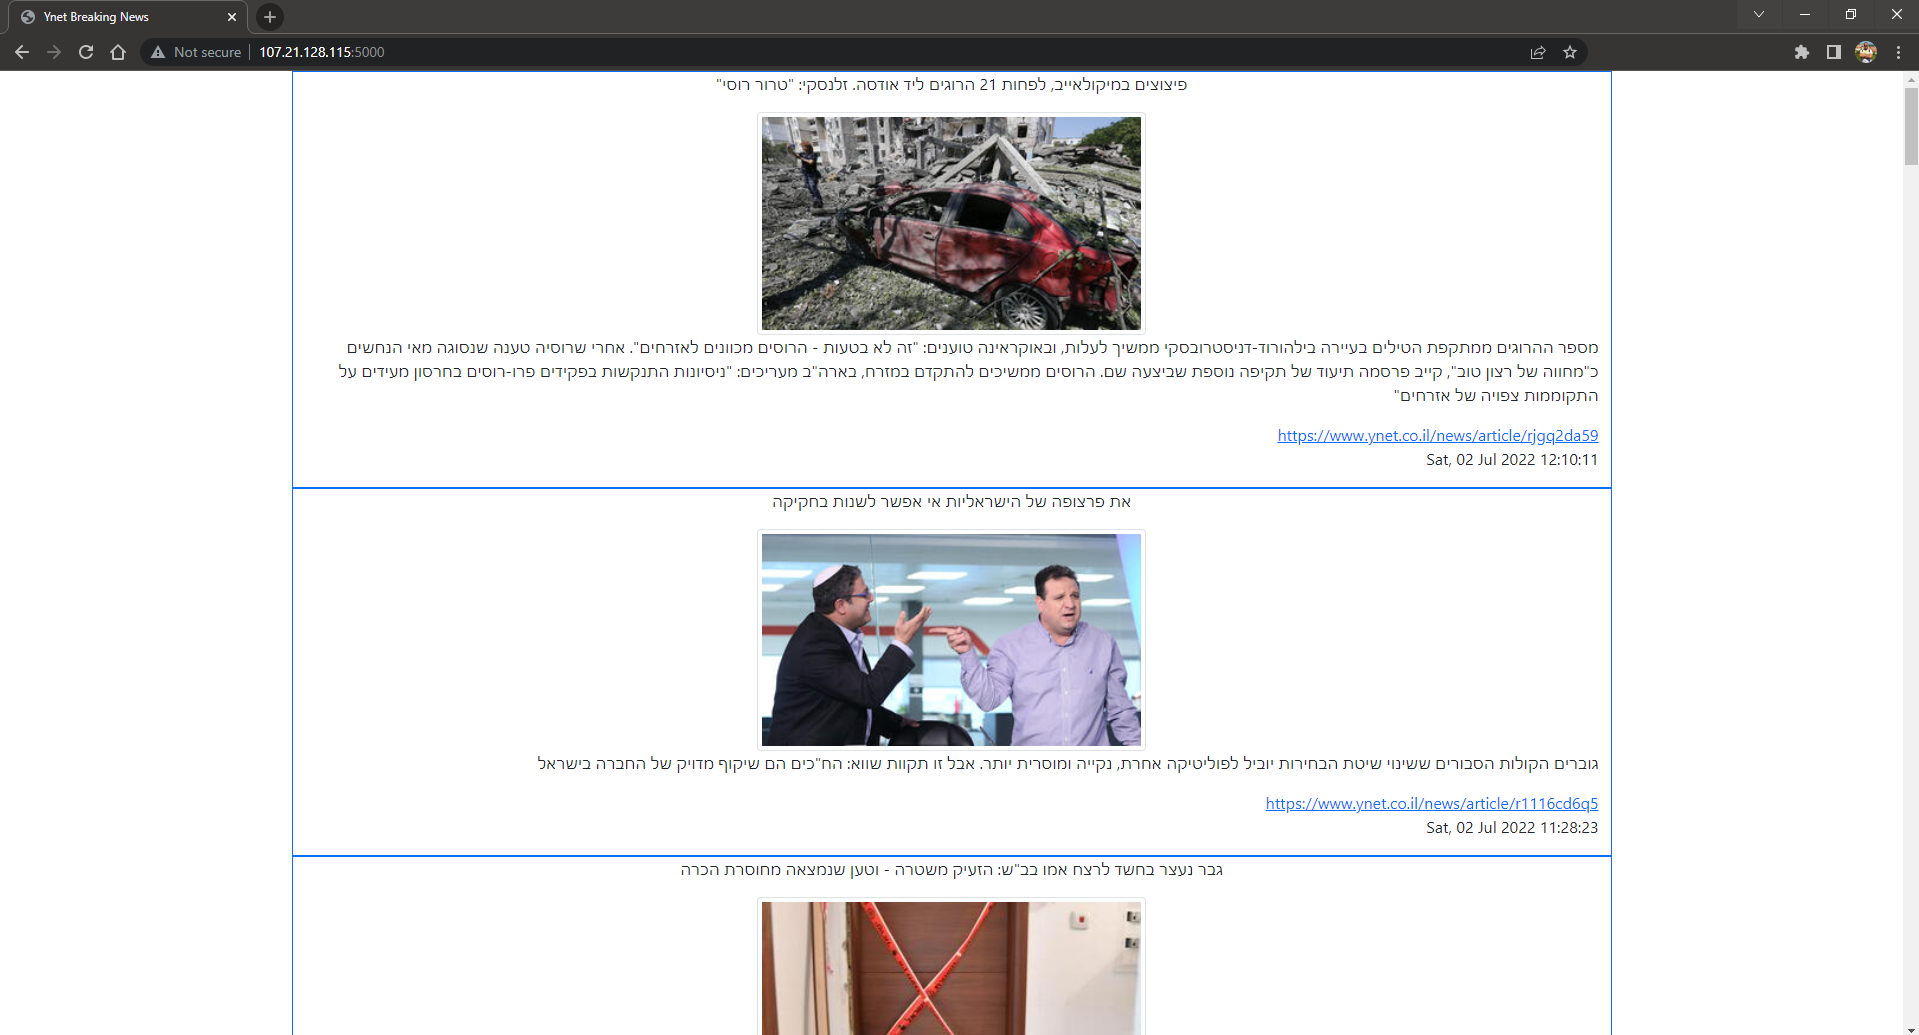 Ynet Breaking News
Not secure
107.21.128.115:5000
פיצוצים במיקולאייב, לפחות 21 הרוגים ליד אודסה. זלנסקי: "טרור רוסי"
מספר ההרוגים ממתקפת הטילים בעיירה בילהורוד-דניסטרובסקי ממשיך לעלות, ובאוקראינה טוענים: "זה לא בטעות - הרוסים מכוונים לאזרחים". אחרי שרוסיה טענה שנסוגה מאי הנחשים
כ"מחווה של רצון טוב", קייב פרסמה תיעוד של תקיפה נוספת שביצעה שם. הרוסים ממשיכים להתקדם במזרח, בארה"ב מעריכים: "ניסיונות התנקשות בפקידים פרו-רוסים בחרסון מעידים על
התקוממות צפויה של אזרחים"
https://www.ynet.co.il/news/article/rjgq2da59
Sat, 02 Jul 2022 12:10:11
את פרצופה של הישראליות אי אפשר לשנות בחקיקה
גוברים הקולות הסבורים ששינוי שיטת הבחירות יוביל לפוליטיקה אחרת, נקייה ומוסרית יותר. אבל זו תקוות שווא: הח"כים הם שיקוף מדויק של החברה בישראל
https://www.ynet.co.il/news/article/r1116cd6q5
Sat, 02 Jul 2022 11:28:23
גבר נעצר בחשד לרצח אמו בב"ש: הזעיק משטרה - וטען שנמצאה מחוסרת הכרה